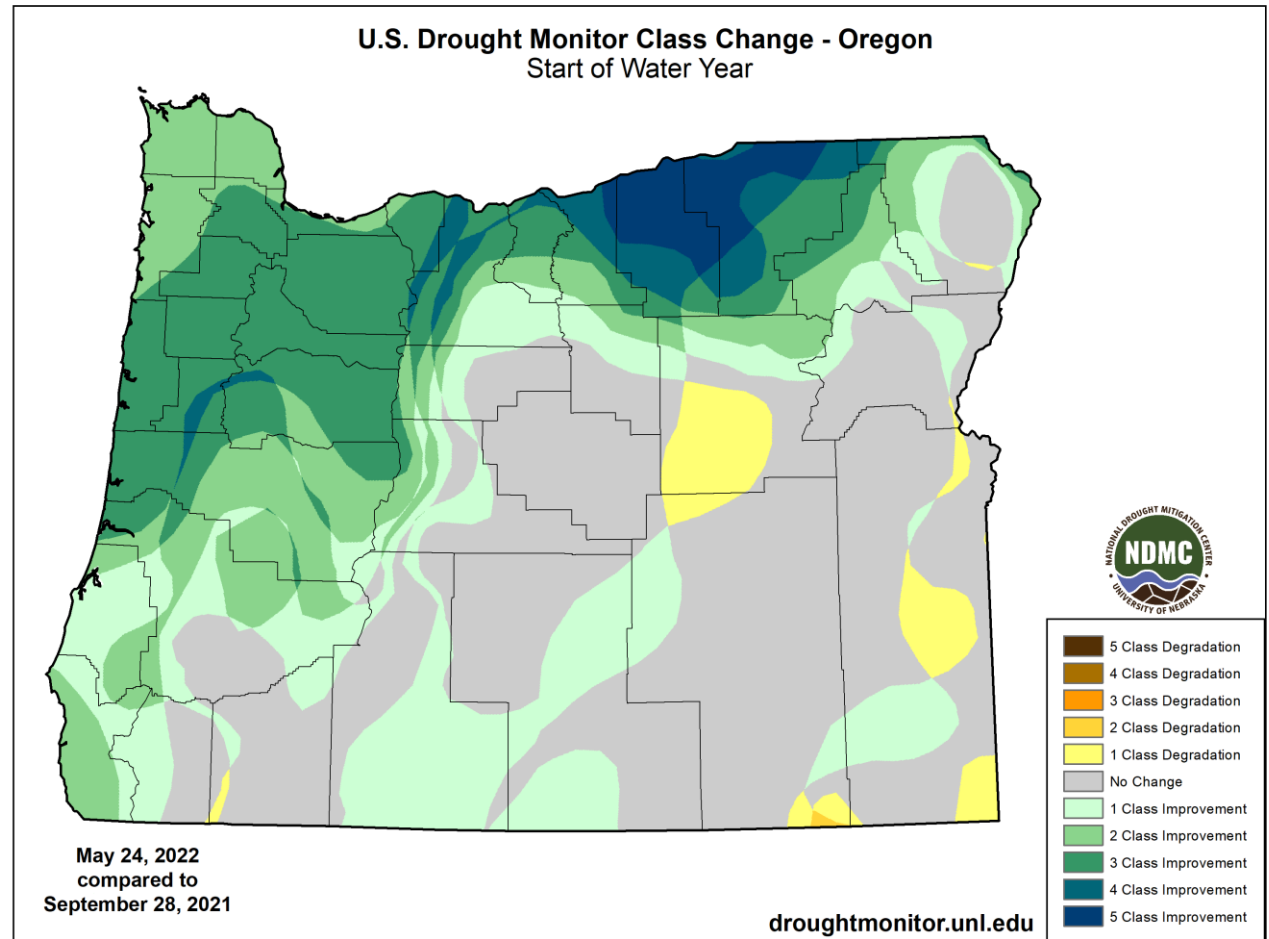 U.S. Drought Monitor Class Change - Oregon
Start of Water Year
NATIONAL DROUGHT MITIGATION CENTER
NDMC
UNIVERSITY OF NEBRASKA
5 Class Degradation
4 Class Degradation
3 Class Degradation
2 Class Degradation
1 Class Degradation
No Change
1 Class Improvement
2 Class Improvement
3 Class Improvement
4 Class Improvement
5 Class Improvement
May 24, 2022
compared to
September 28, 2021
droughtmonitor.unl.edu